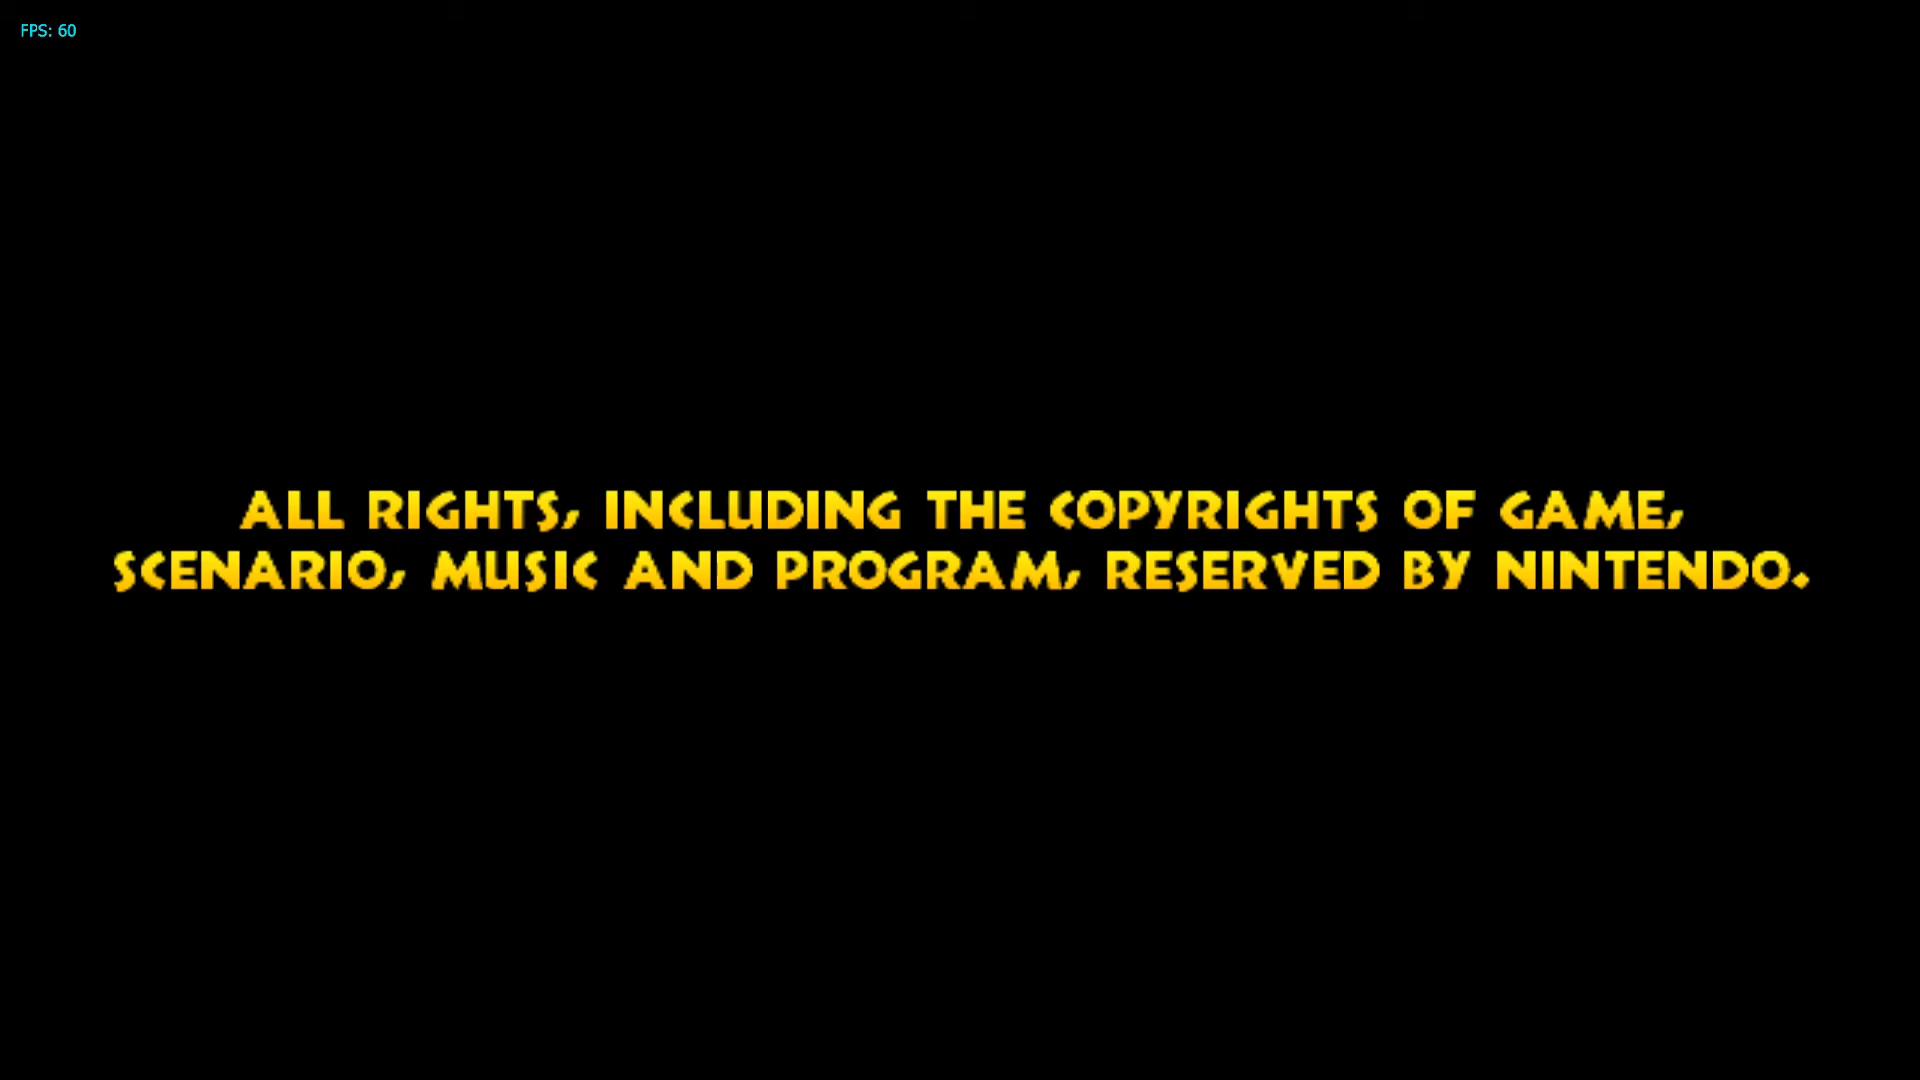 FPS: 60
ALL RIGHTS, INCLUDING THE COPYRIGHTS OF GAME,
SCENARIO, MUSIC AND PROGRAM, RESERVED BY NINTENDO.